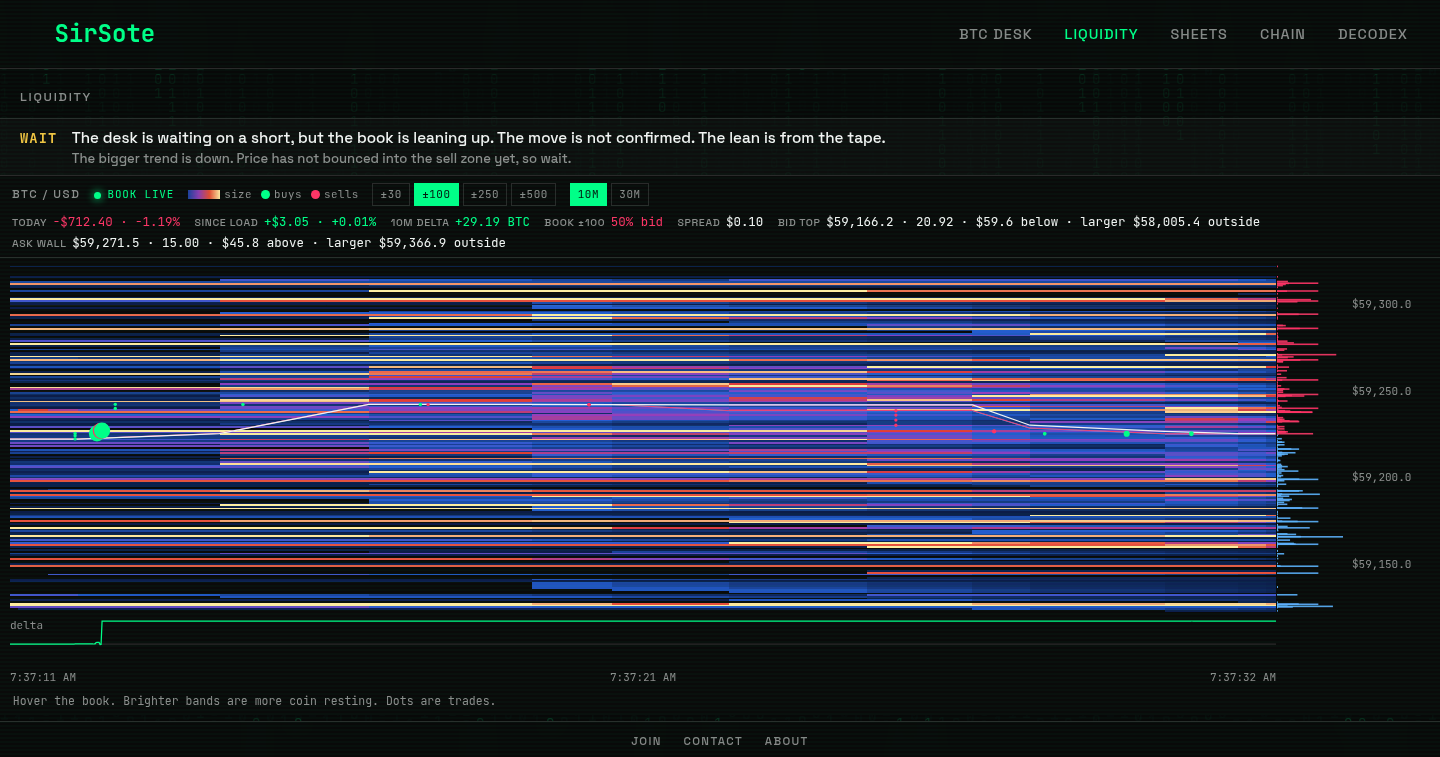 SirSote
BTC DESK LIQUIDITY SHEETS CHAIN DECODEX
LIQUIDITY
WAIT The desk is waiting on a short, but the book is leaning up. The move is not confirmed. The lean is from the tape.
The bigger trend is down. Price has not bounced into the sell zone yet, so wait.
BTC / USD BOOK LIVE size buys sells ±30 ±100 ±250 ±500 10M 30M
TODAY -$712.40 · -1.19% SINCE LOAD +$3.05 · +0.01% 10M DELTA +29.19 BTC BOOK ±100 50% bid SPREAD $0.10 BID TOP $59,166.2 · 20.92 · $59.6 below · larger $58,005.4 outside
ASK WALL $59,271.5 · 15.00 · $45.8 above · larger $59,366.9 outside
$59,300.0
$59,250.0
$59,200.0
$59,150.0
delta
7:37:11 AM 7:37:21 AM 7:37:32 AM
Hover the book. Brighter bands are more coin resting. Dots are trades.
JOIN CONTACT ABOUT